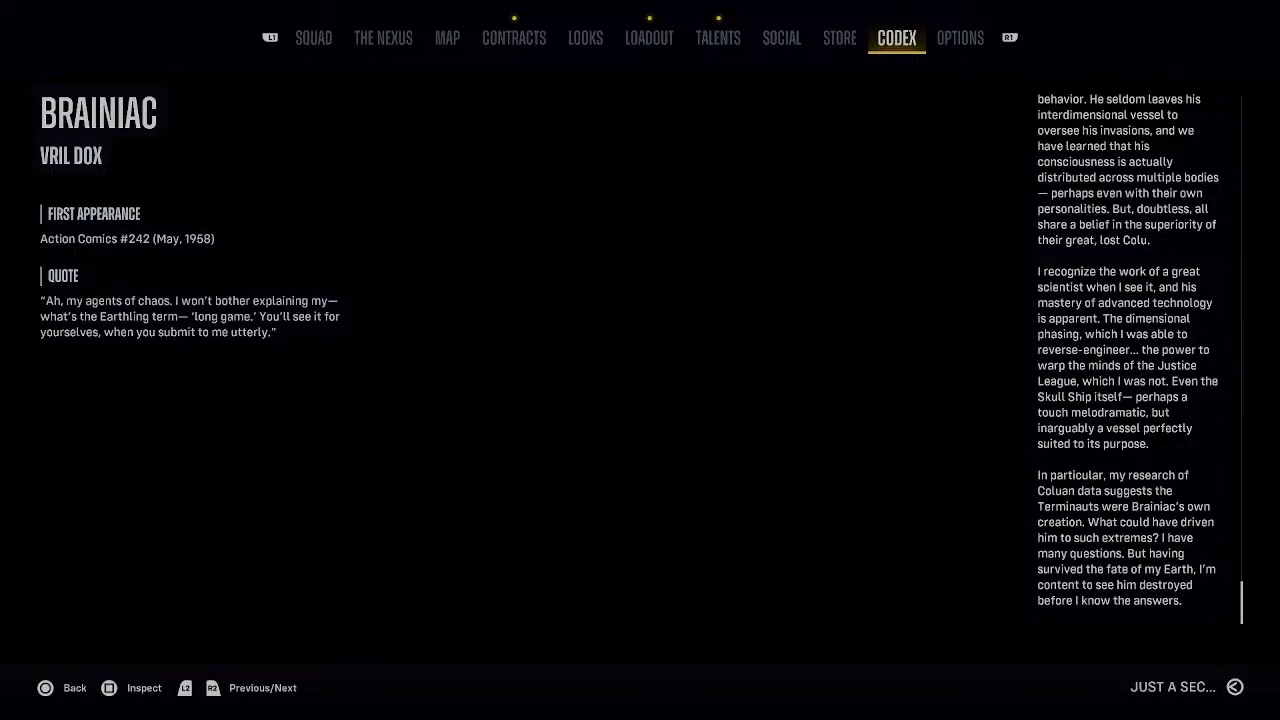 L1 SQUAD THE NEXUS MAP CONTRACTS LOOKS LOADOUT TALENTS SOCIAL STORE CODEX OPTIONS R1
BRAINIAC
VRIL DOX
FIRST APPEARANCE
Action Comics #242 (May, 1958)
QUOTE
"Ah, my agents of chaos. I won't bother explaining my—
what's the Earthling term— 'long game.' You'll see it for
yourselves, when you submit to me utterly."
behavior. He seldom leaves his
interdimensional vessel to
oversee his invasions, and we
have learned that his
consciousness is actually
distributed across multiple bodies
— perhaps even with their own
personalities. But, doubtless, all
share a belief in the superiority of
their great, lost Colu.
I recognize the work of a great
scientist when I see it, and his
mastery of advanced technology
is apparent. The dimensional
phasing, which I was able to
reverse-engineer... the power to
warp the minds of the Justice
League, which I was not. Even the
Skull Ship itself— perhaps a
touch melodramatic, but
inarguably a vessel perfectly
suited to its purpose.
In particular, my research of
Coluan data suggests the
Terminauts were Brainiac's own
creation. What could have driven
him to such extremes? I have
many questions. But having
survived the fate of my Earth, I'm
content to see him destroyed
before I know the answers.
Back Inspect L2 R2 Previous/Next
JUST A SEC...